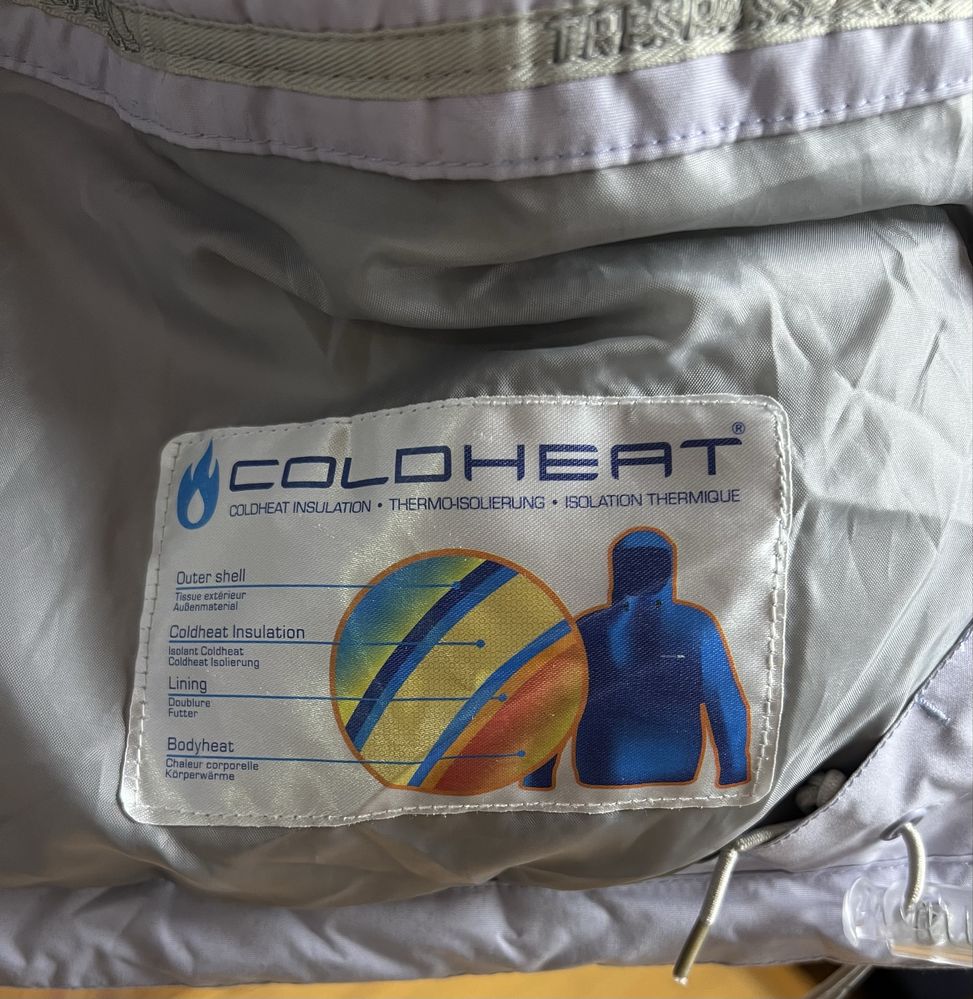 TRESPASS
COLDHEAT®
COLDHEAT INSULATION • THERMO-ISOLIERUNG • ISOLATION THERMIQUE
Outer shell
Tissue extérieur
Außenmaterial
Coldheat Insulation
Isolant Coldheat
Coldheat Isolierung
Lining
Doublure
Futter
Bodyheat
Chaleur corporelle
Körperwärme